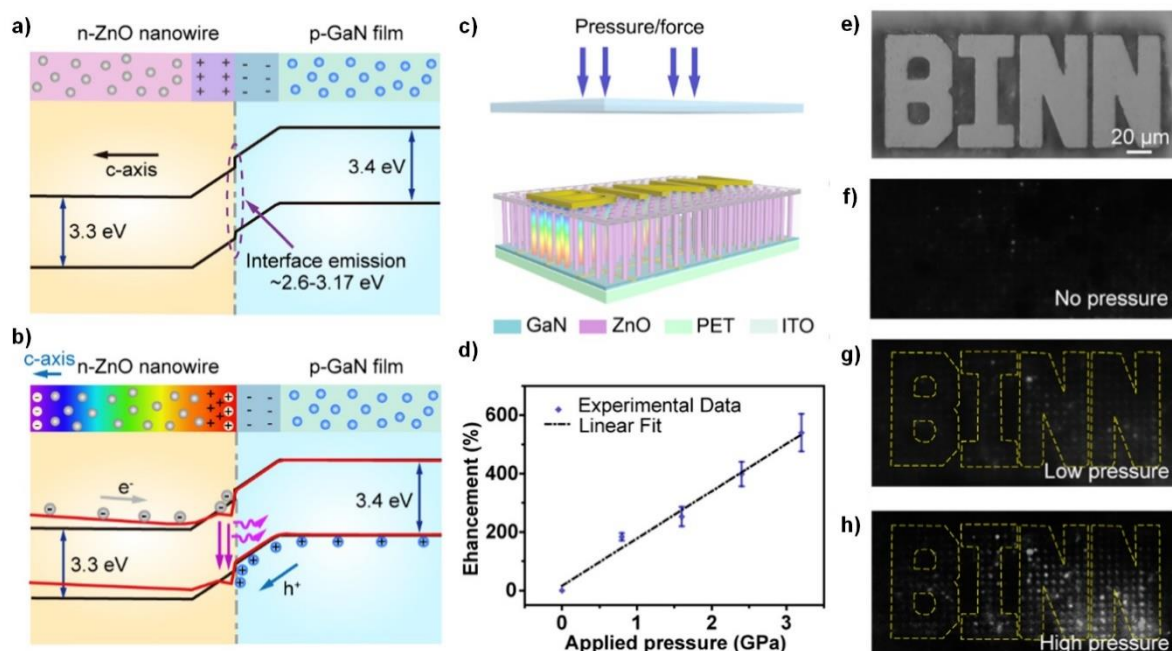 a)
n-ZnO nanowire
p-GaN film
+ + + - -
+ + + - -
+ + + - -
c-axis
3.4 eV
3.3 eV
Interface emission
~2.6-3.17 eV
b)
c-axis
n-ZnO nanowire
p-GaN film
e-
3.4 eV
3.3 eV
h+
c)
Pressure/force
GaN
ZnO
PET
ITO
d)
Experimental Data
Linear Fit
Ehancement (%)
600
400
200
0
0 1 2 3
Applied pressure (GPa)
e)
BINN
20 µm
f)
No pressure
g)
BINN
Low pressure
h)
BINN
High pressure